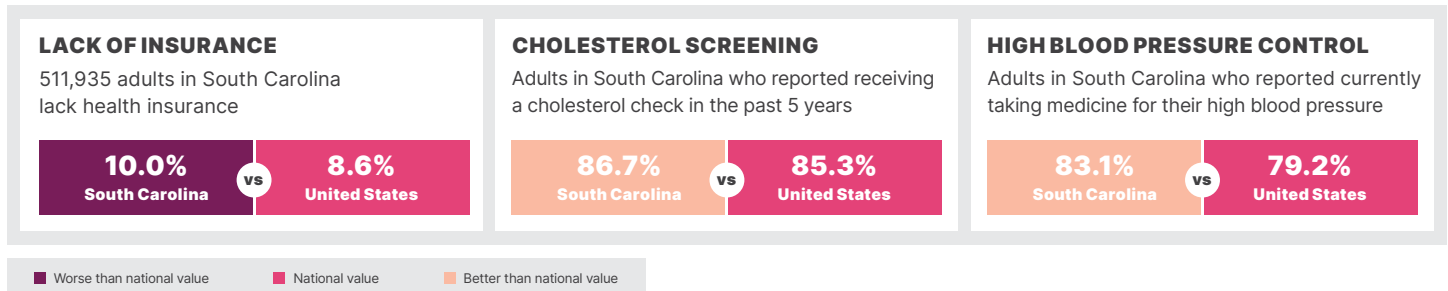 LACK OF INSURANCE
511,935 adults in South Carolina
lack health insurance
10.0%
South Carolina
vs
8.6%
United States
CHOLESTEROL SCREENING
Adults in South Carolina who reported receiving
a cholesterol check in the past 5 years
86.7%
South Carolina
vs
85.3%
United States
HIGH BLOOD PRESSURE CONTROL
Adults in South Carolina who reported currently
taking medicine for their high blood pressure
83.1%
South Carolina
vs
79.2%
United States
Worse than national value
National value
Better than national value